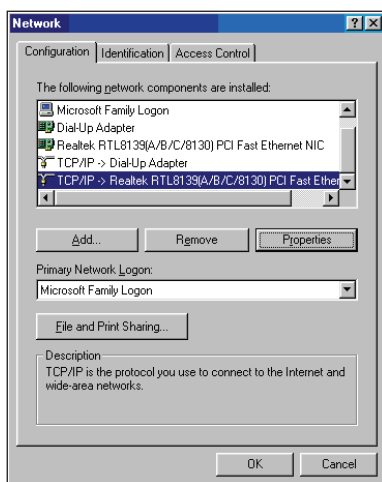 Network
Configuration Identification Access Control
The following network components are installed:
Microsoft Family Logon
Dial-Up Adapter
Realtek RTL8139(A/B/C/8130) PCI Fast Ethernet NIC
TCP/IP -> Dial-Up Adapter
TCP/IP -> Realtek RTL8139(A/B/C/8130) PCI Fast Ether
Add... Remove Properties
Primary Network Logon:
Microsoft Family Logon
File and Print Sharing...
Description
TCP/IP is the protocol you use to connect to the Internet and
wide-area networks.
OK Cancel